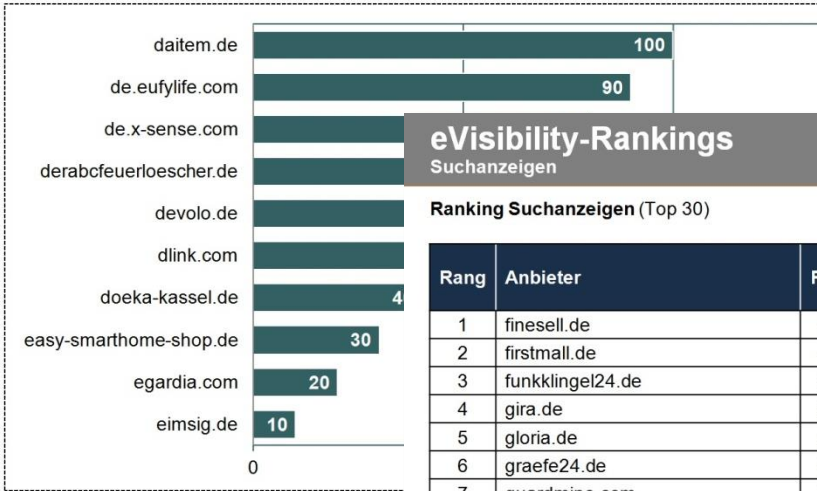 daitem.de 100
de.eufylife.com 90
de.x-sense.com
derabcfeuerloescher.de
devolo.de
dlink.com
doeka-kassel.de
easy-smarthome-shop.de 30
egardia.com 20
eimsig.de 10
0
eVisibility-Rankings
Suchanzeigen
Ranking Suchanzeigen (Top 30)
Rang Anbieter
1 finesell.de
2 firstmall.de
3 funkklingel24.de
4 gira.de
5 gloria.de
6 graefe24.de